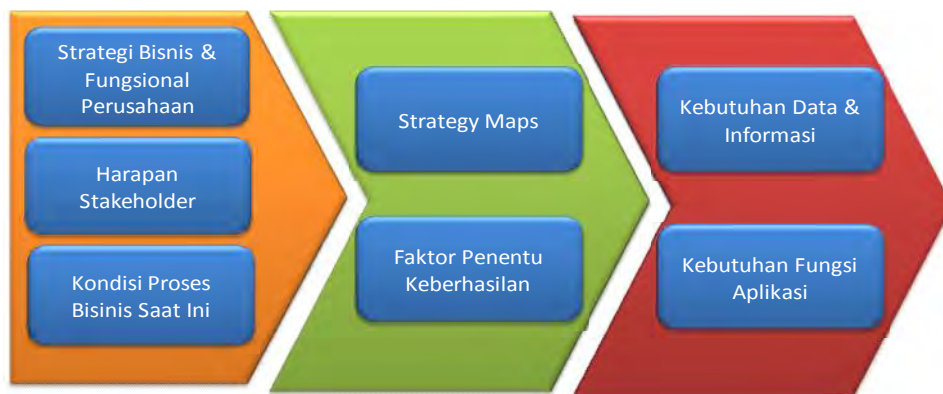 Strategi Bisnis &
Fungsional
Perusahaan
Harapan
Stakeholder
Kondisi Proses
Bisinis Saat Ini
Strategy Maps
Faktor Penentu
Keberhasilan
Kebutuhan Data &
Informasi
Kebutuhan Fungsi
Aplikasi